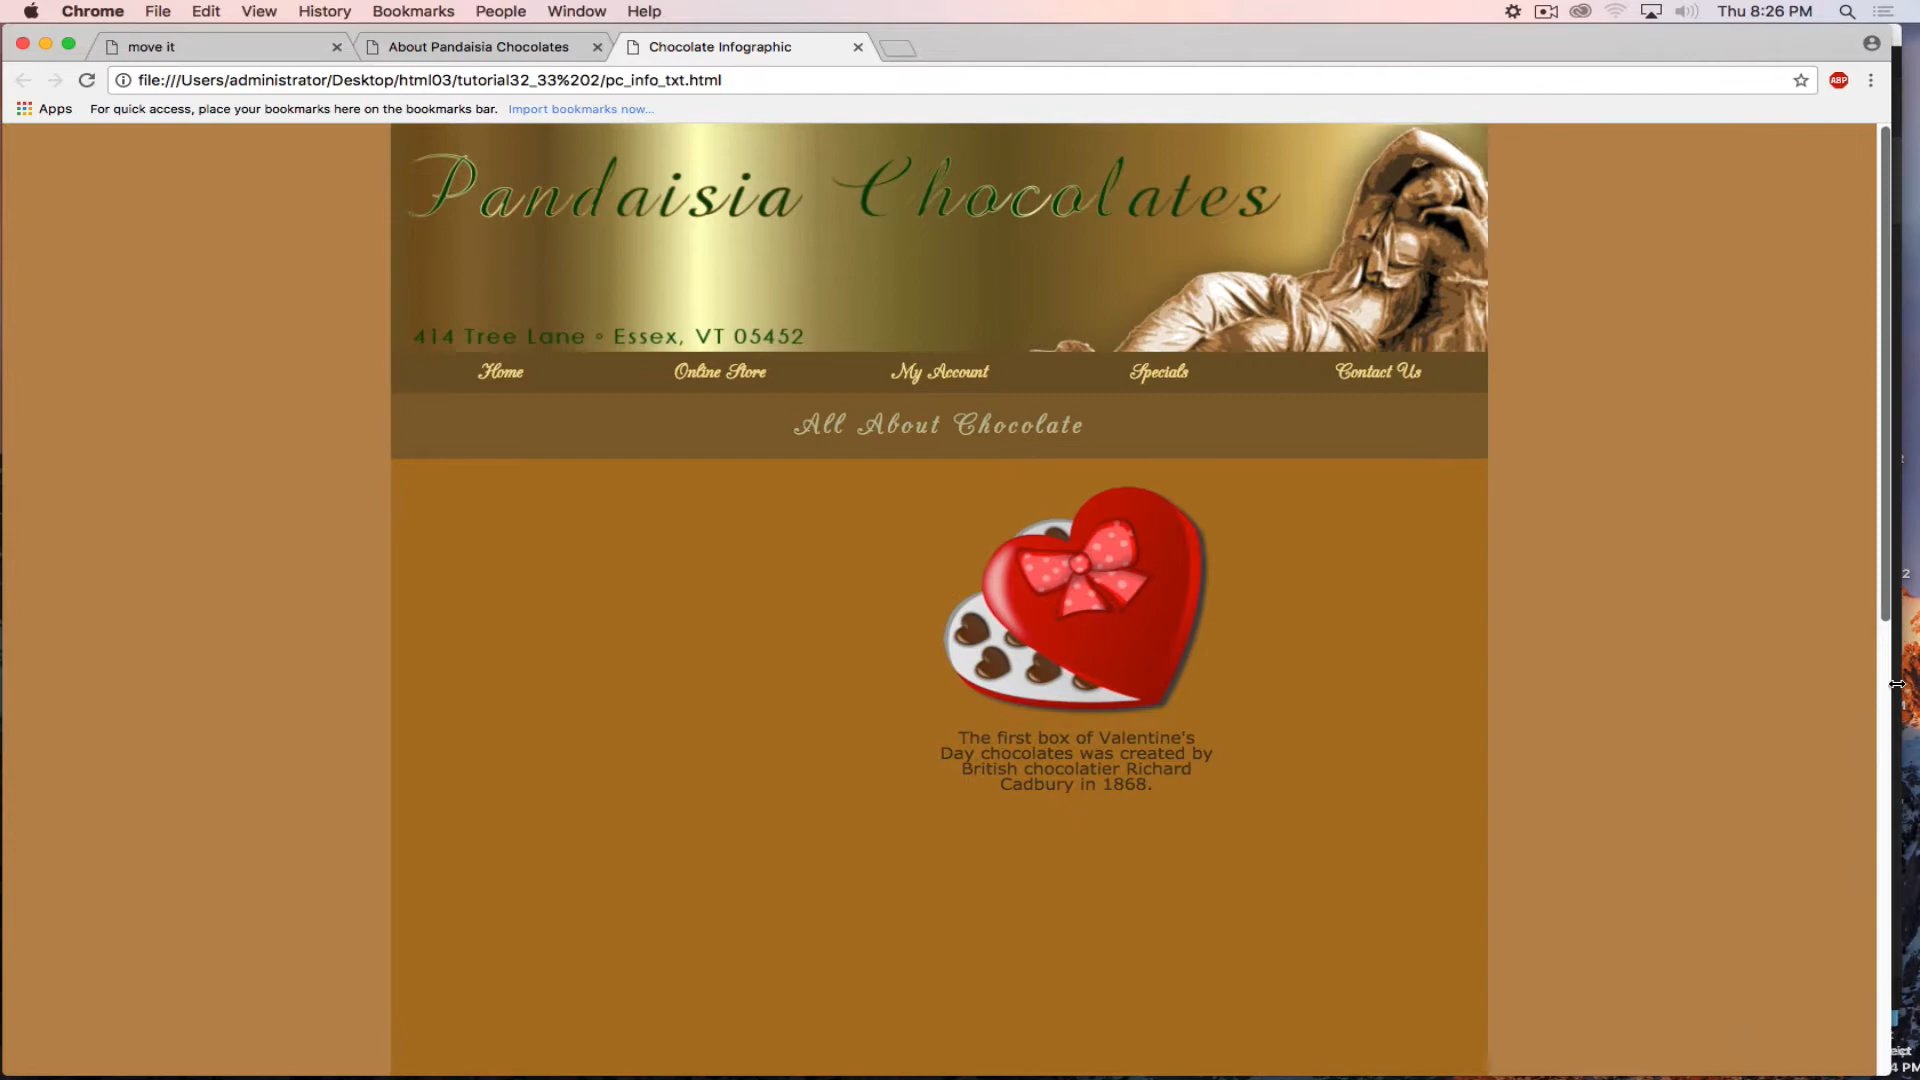 Chrome File Edit View History Bookmarks People Window Help Thu 8:26 PM
move it About Pandaisia Chocolates Chocolate Infographic
file:///Users/administrator/Desktop/html03/tutorial32_33%202/pc_info_txt.html ABP
Apps For quick access, place your bookmarks here on the bookmarks bar. Import bookmarks now...
Pandaisia Chocolates
414 Tree Lane ◦ Essex, VT 05452
Home Online Store My Account Specials Contact Us
All About Chocolate
2
The first box of Valentine's
Day chocolates was created by
British chocolatier Richard
Cadbury in 1868.
4 PM